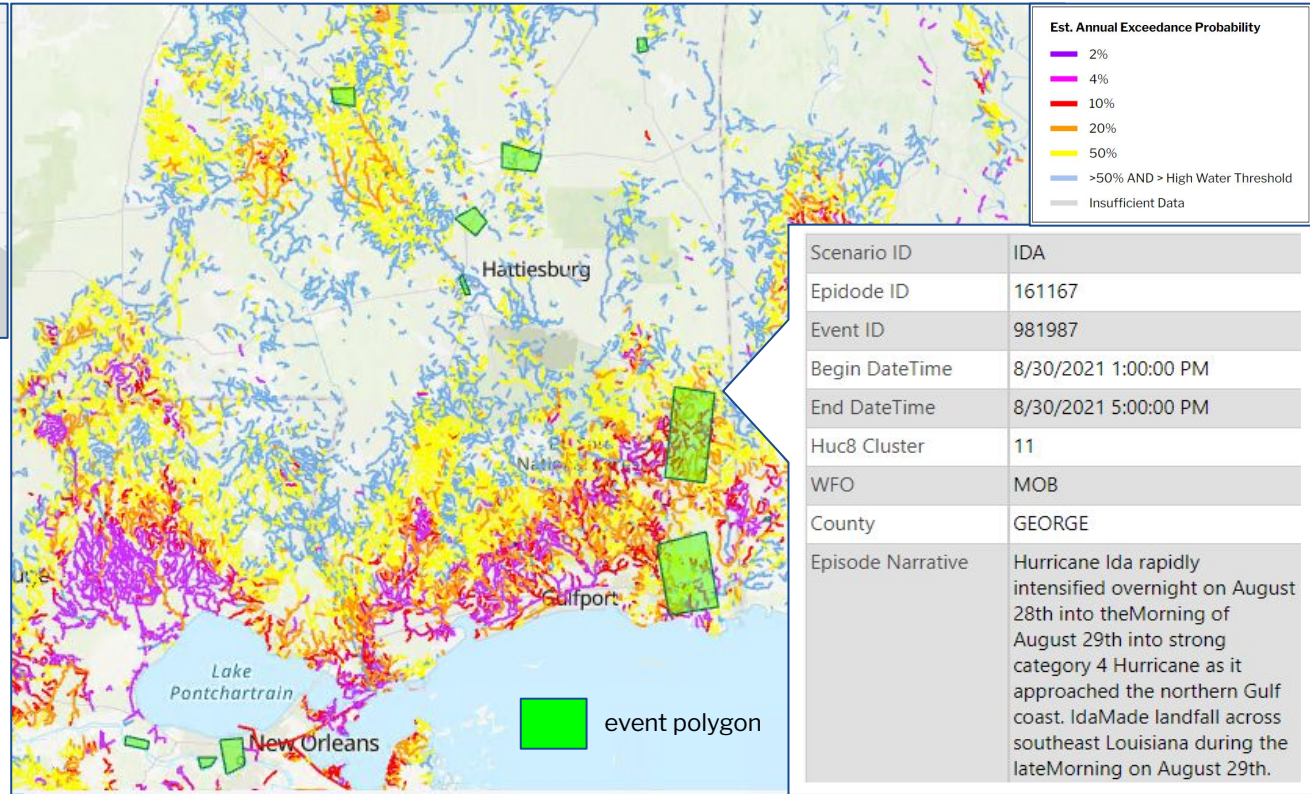 Est. Annual Exceedance Probability
2%
4%
10%
20%
50%
>50% AND > High Water Threshold
Insufficient Data
Hattiesburg
Gulfport
Lake
Pontchartrain
New Orleans
event polygon
Scenario ID IDA
Epidode ID 161167
Event ID 981987
Begin DateTime 8/30/2021 1:00:00 PM
End DateTime 8/30/2021 5:00:00 PM
Huc8 Cluster 11
WFO MOB
County GEORGE
Episode Narrative Hurricane Ida rapidly
intensified overnight on August
28th into theMorning of
August 29th into strong
category 4 Hurricane as it
approached the northern Gulf
coast. IdaMade landfall across
southeast Louisiana during the
lateMorning on August 29th.